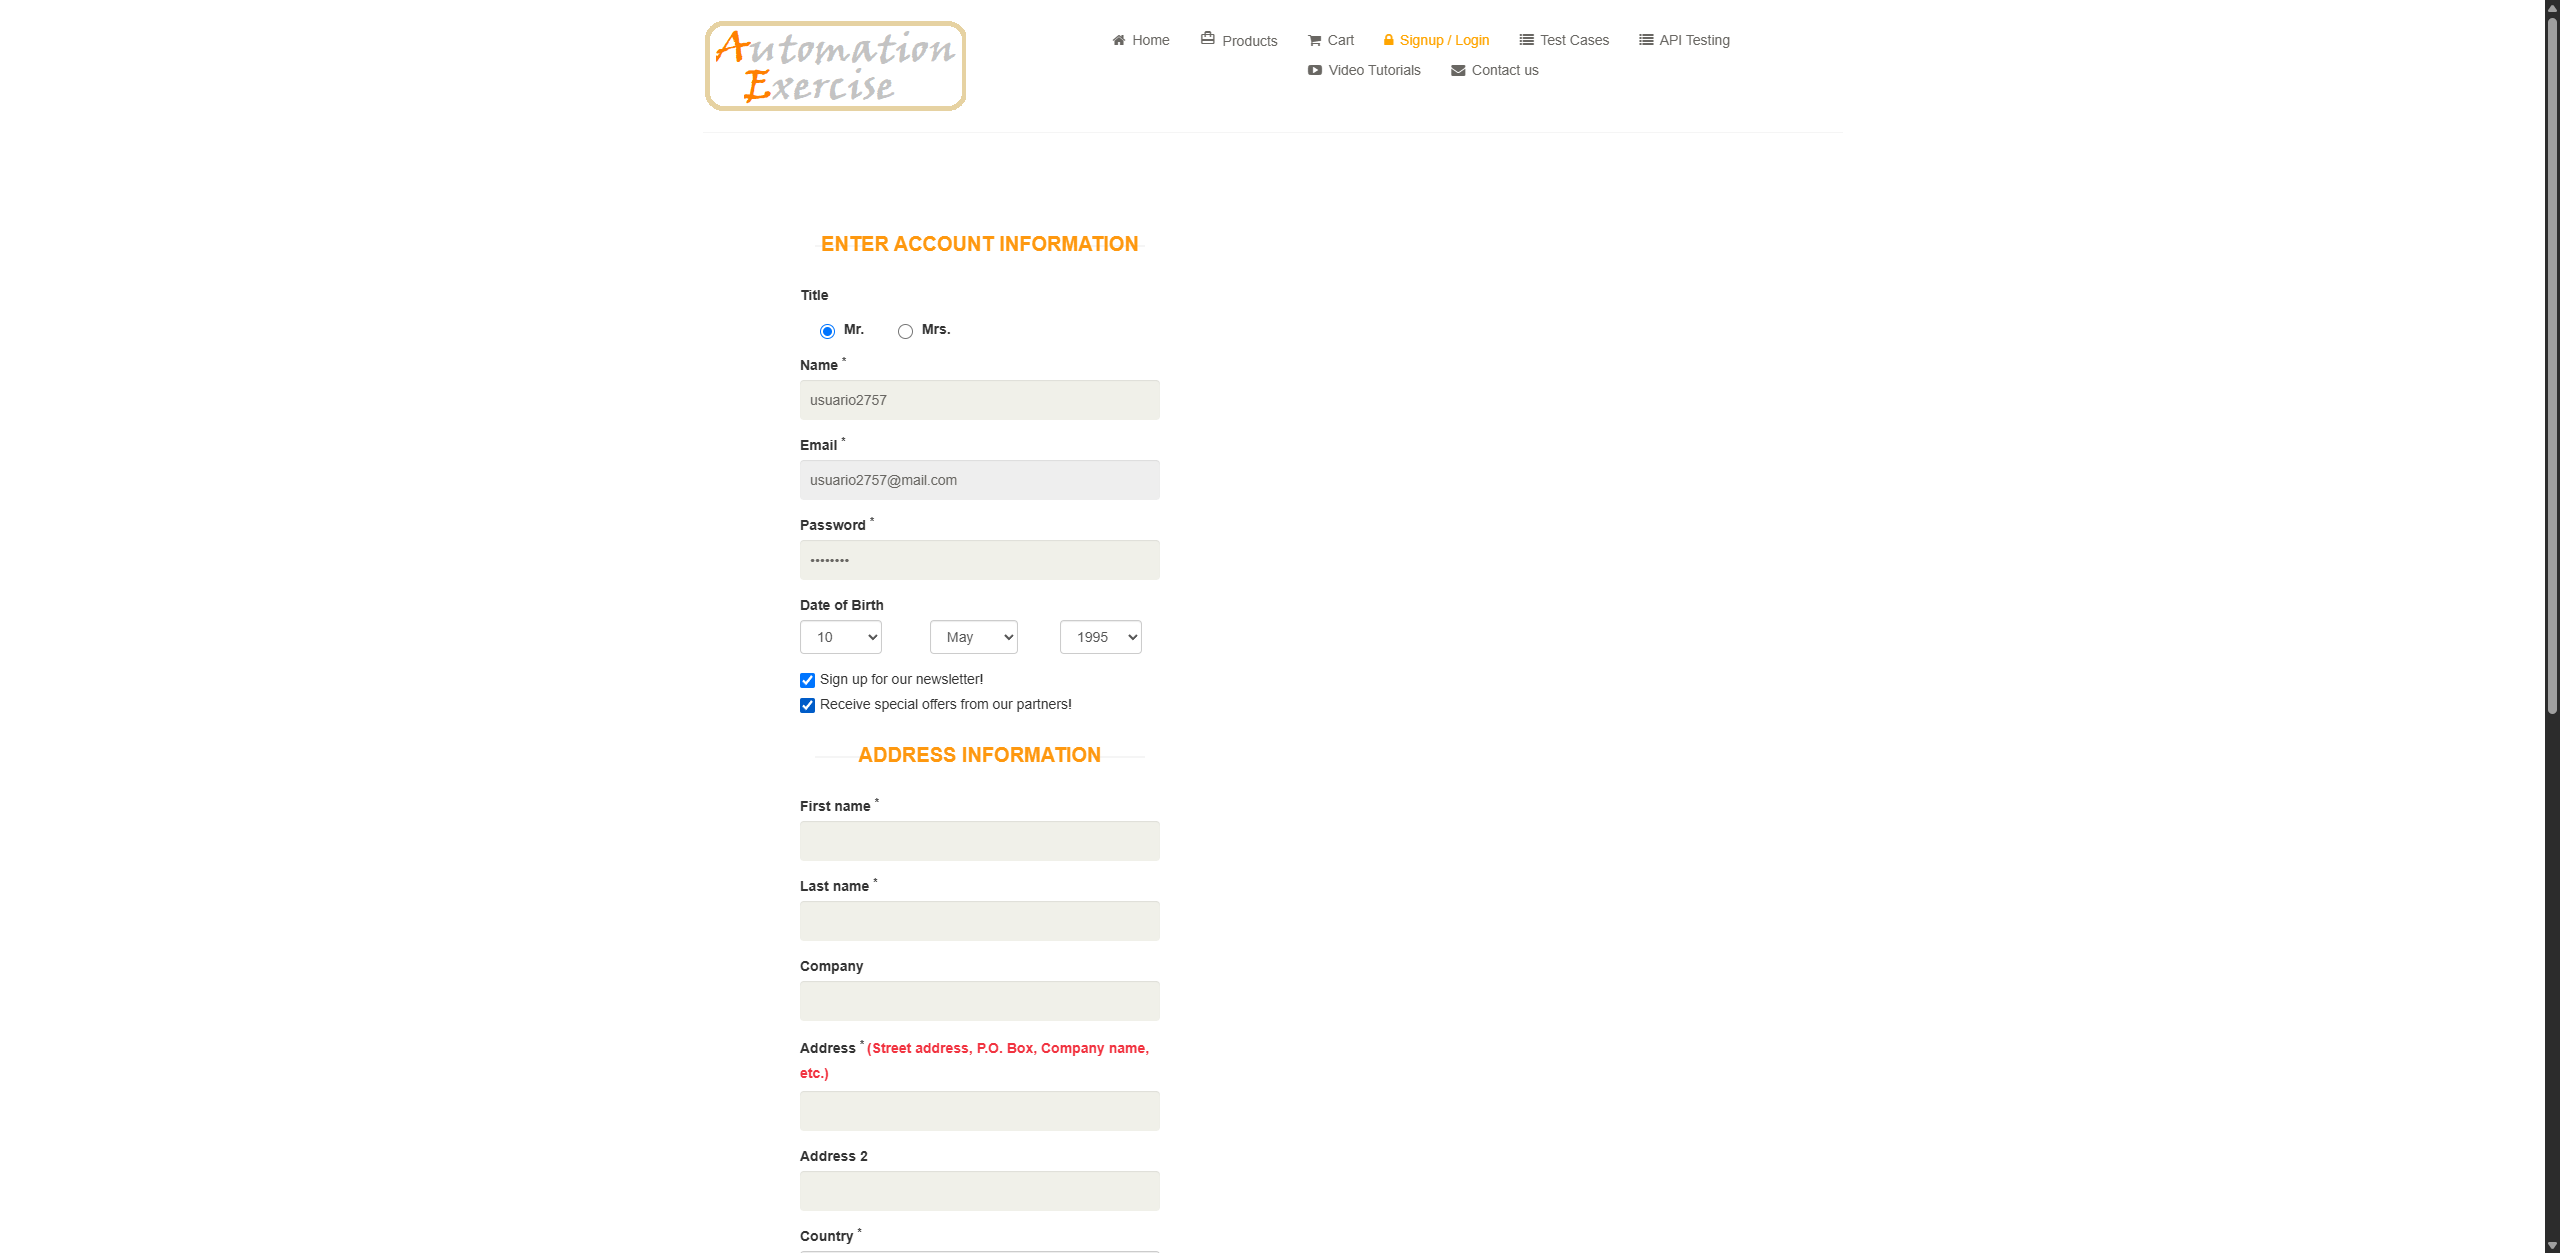 Automation
Exercise
Home
Products
Cart
Signup / Login
Test Cases
API Testing
Video Tutorials
Contact us
ENTER ACCOUNT INFORMATION
Title
Mr.
Mrs.
Name *
usuario2757
Email *
usuario2757@mail.com
Password *
••••••••
Date of Birth
10
May
1995
Sign up for our newsletter!
Receive special offers from our partners!
ADDRESS INFORMATION
First name *
Last name *
Company
Address * (Street address, P.O. Box, Company name,
etc.)
Address 2
Country *